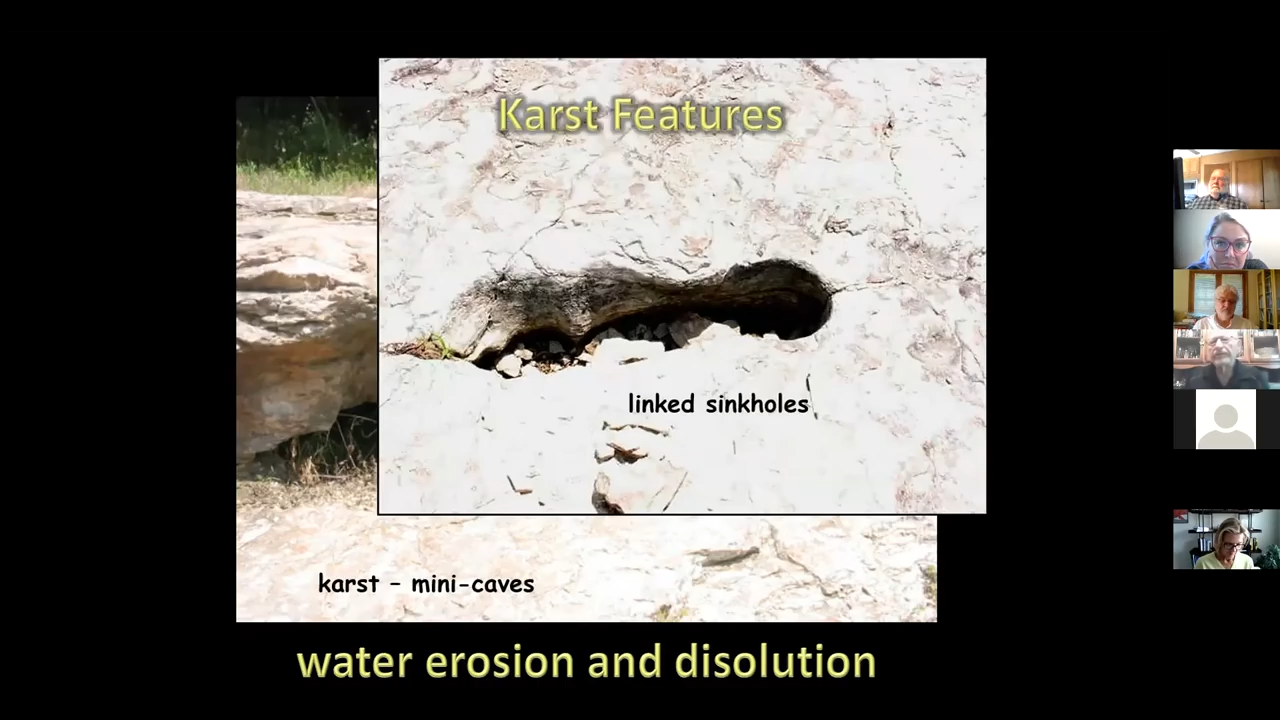 Karst Features
linked sinkholes
karst – mini-caves
water erosion and disolution